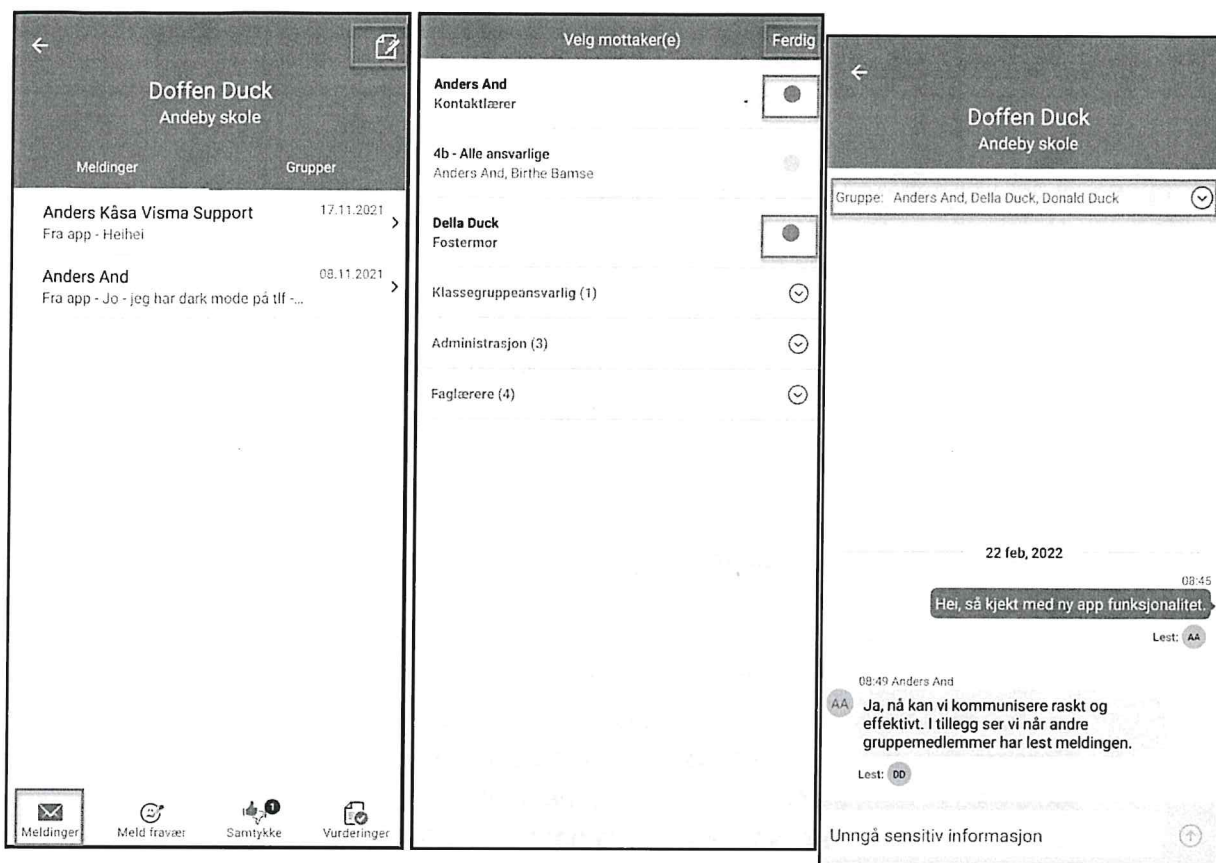 Doffen Duck
Andeby skole
Meldinger
Grupper
Anders Kåsa Visma Support
17.11.2021
Fra app - Heihei
Anders And
08.11.2021
Fra app - Jo - jeg har dark mode på tlf -...
Meldinger
Meld fravær
Samtykke
1
Vurderinger
Velg mottaker(e)
Ferdig
Anders And
Kontaktlærer
4b - Alle ansvarlige
Anders And, Birthe Bamse
Della Duck
Fostermor
Klassegruppeansvarlig (1)
Administrasjon (3)
Faglærere (4)
Doffen Duck
Andeby skole
Gruppe: Anders And, Della Duck, Donald Duck
22 feb, 2022
08:45
Hei, så kjekt med ny app funksjonalitet.
Lest: AA
08:49 Anders And
AA
Ja, nå kan vi kommunisere raskt og
effektivt. I tillegg ser vi når andre
gruppemedlemmer har lest meldingen.
Lest: DD
Unngå sensitiv informasjon